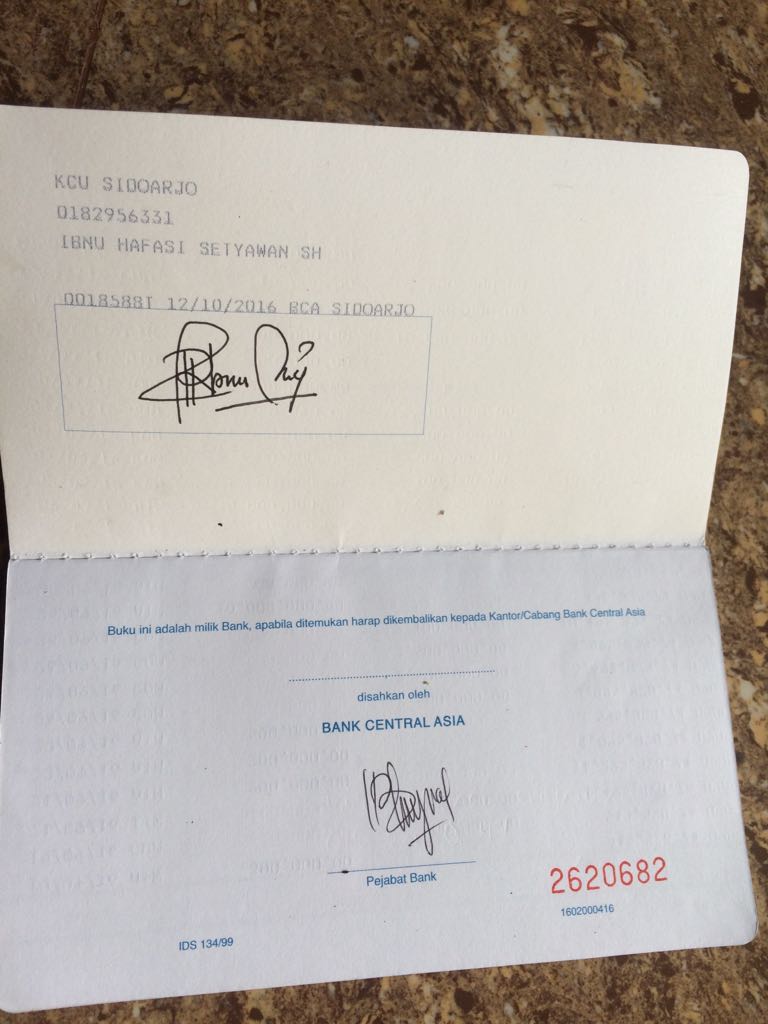 KCU SIDOARJO
0182956331
IBNU HAFASI SETYAWAN SH
0018588I 12/10/2016 BCA SIDOARJO
Buku ini adalah milik Bank, apabila ditemukan harap dikembalikan kepada Kantor/Cabang Bank Central Asia
disahkan oleh
BANK CENTRAL ASIA
Pejabat Bank
2620682
1602000416
IDS 134/99